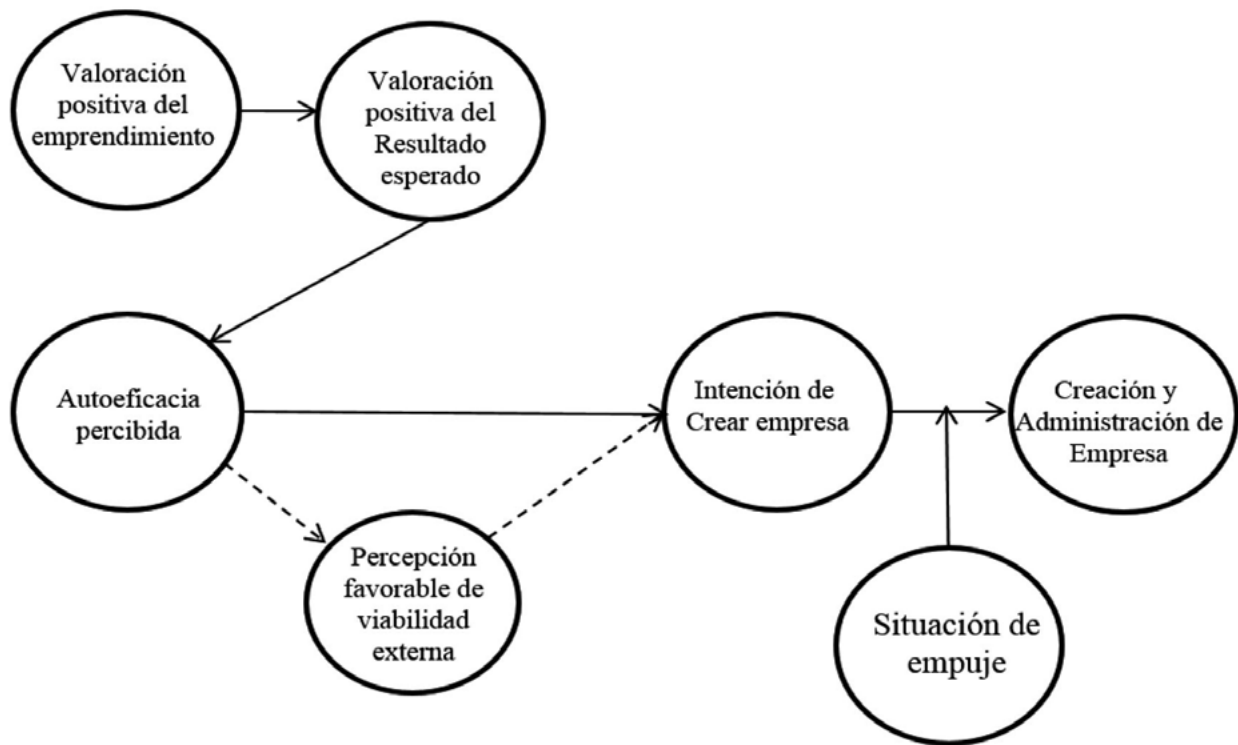 Valoración
positiva del
emprendimiento
Valoración
positiva del
Resultado
esperado
Autoeficacia
percibida
Intención de
Crear empresa
Creación y
Administración de
Empresa
Percepción
favorable de
viabilidad
externa
Situación de
empuje